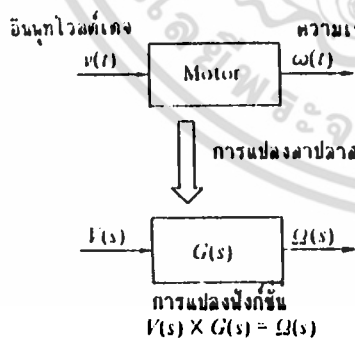 อินพุทโวลต์เตจ
v(t)
Motor
ω(t)
การแปลงลาปลาส
V(s)
G(s)
Ω(s)
การแปลงฟังก์ชัน
V(s) × G(s) = Ω(s)